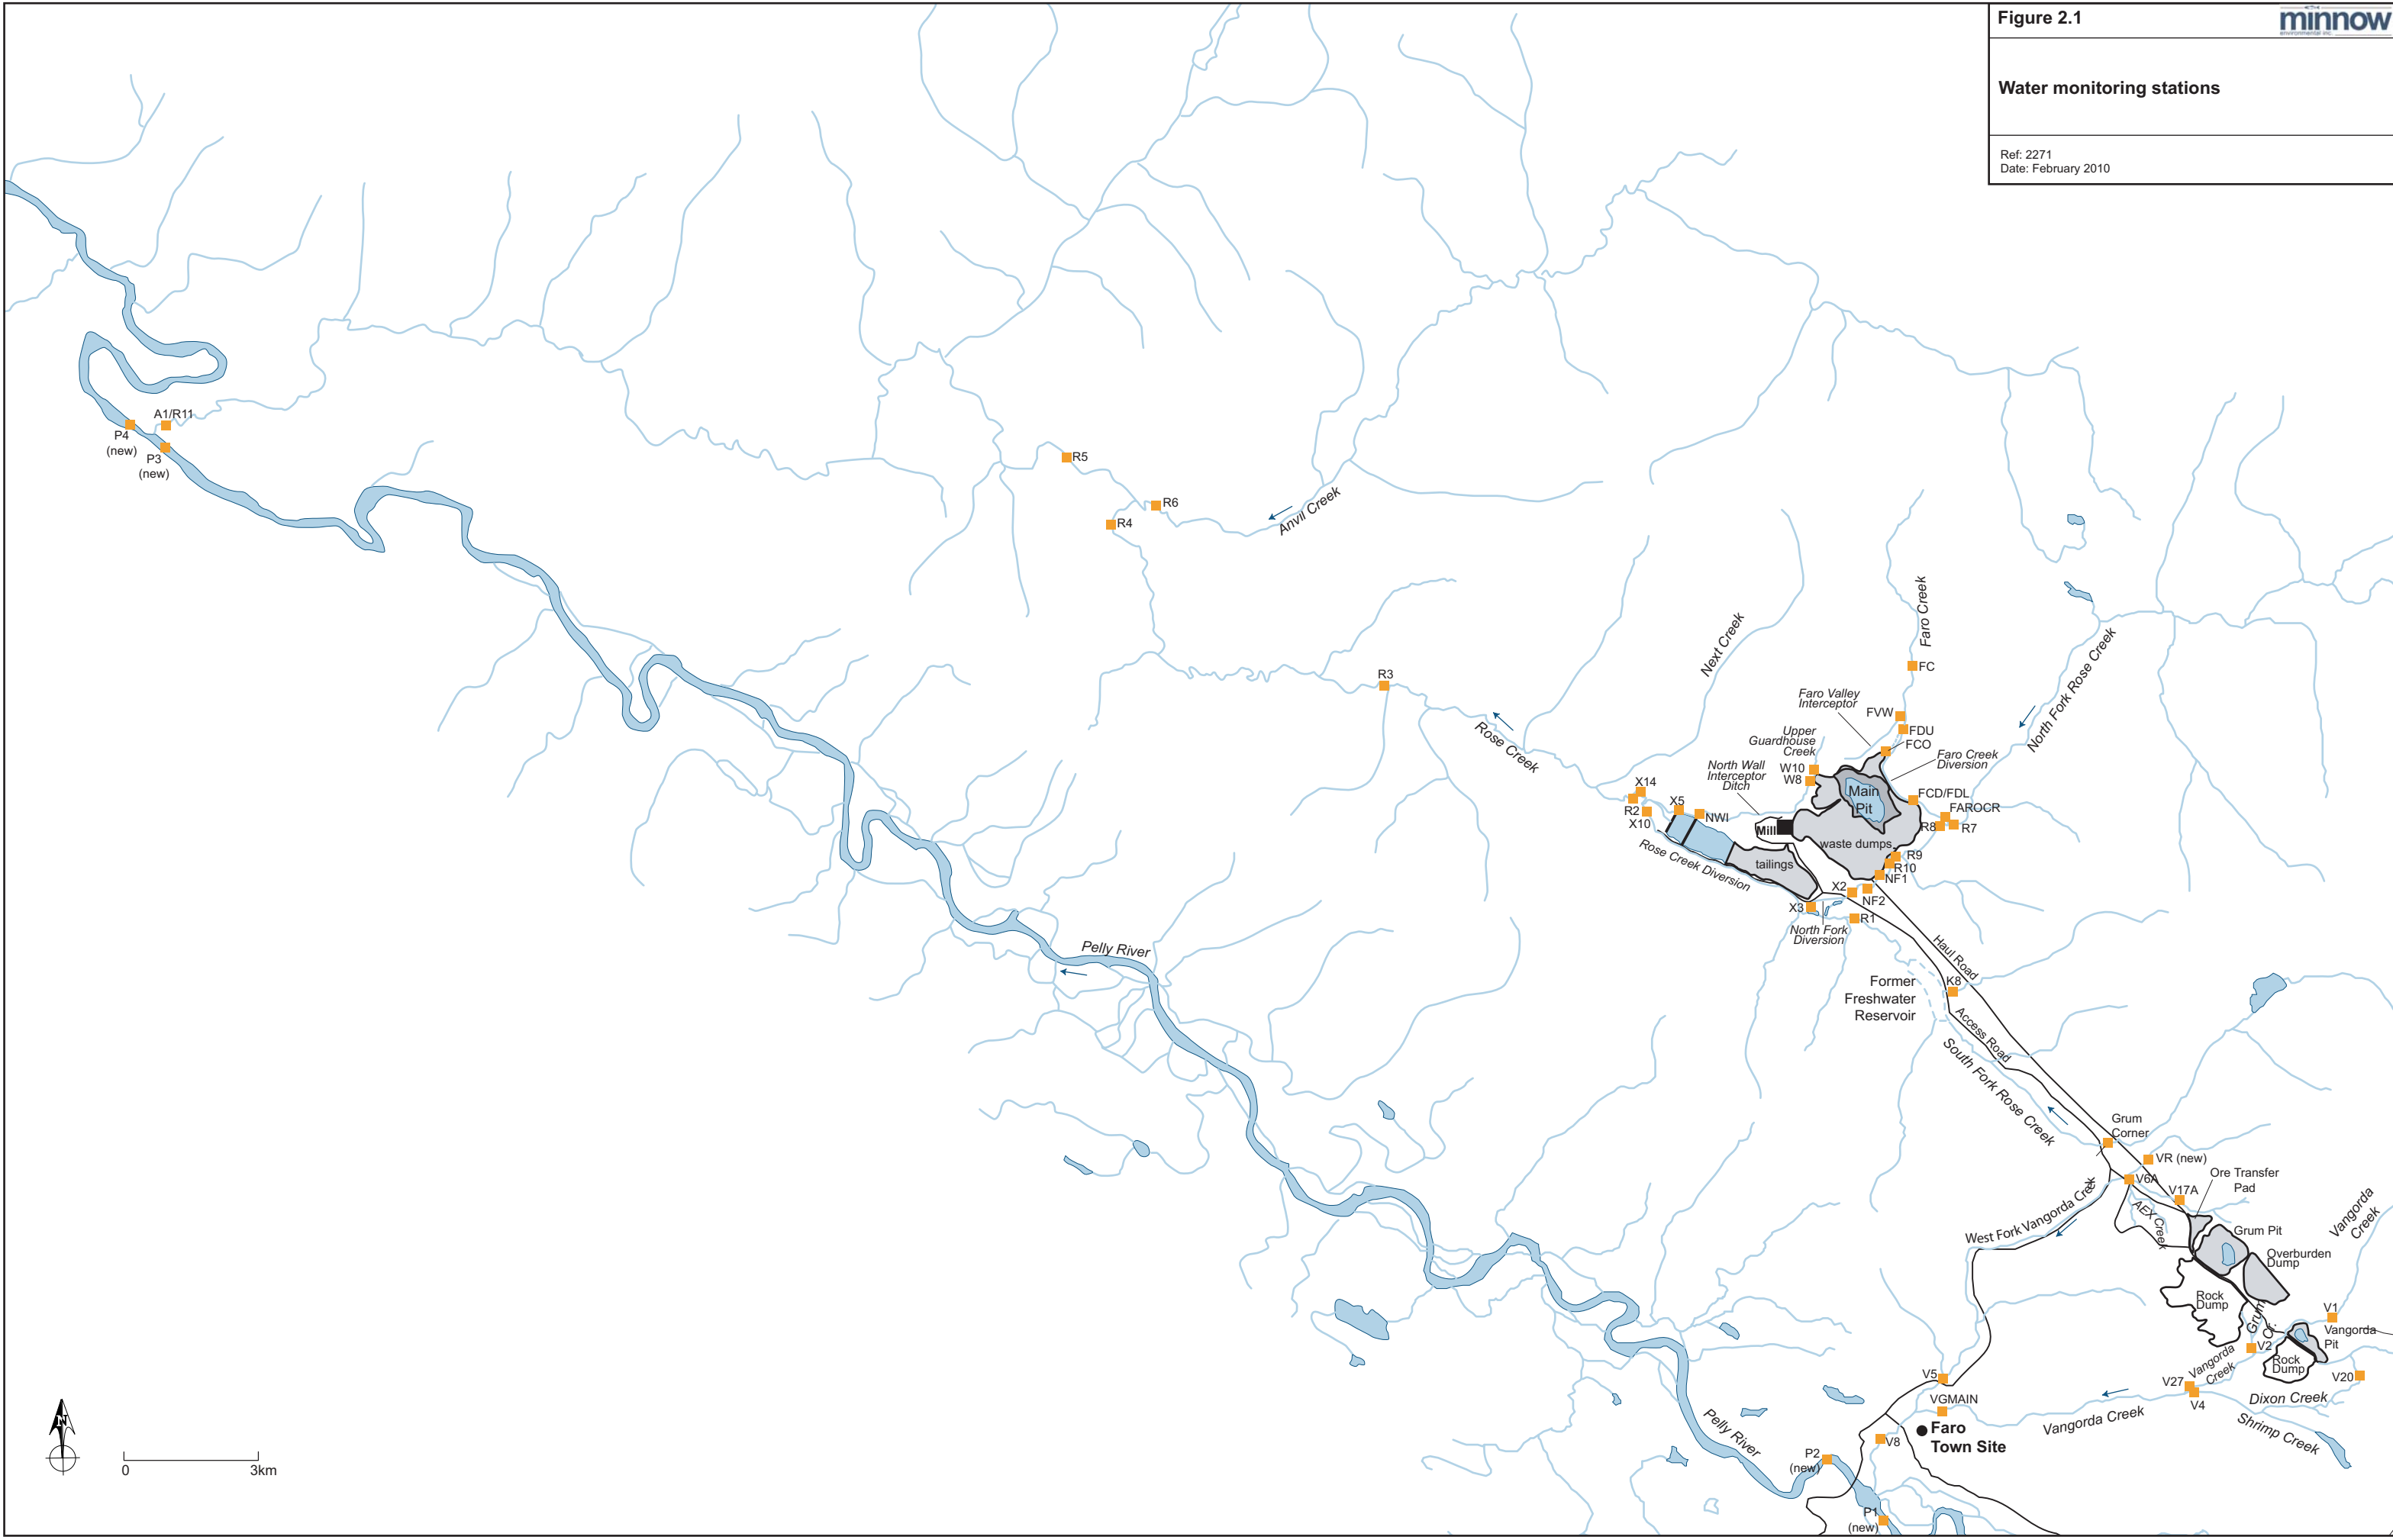 Figure 2.1
minnow
environmental inc.
Water monitoring stations
Ref: 2271
Date: February 2010
A1/R11
P4
(new)
P3
(new)
R5
R6
R4
Anvil Creek
R3
Rose Creek
Next Creek
Faro Creek
North Fork Rose Creek
FC
Faro Valley
Interceptor
FVW
FDU
FCO
Upper
Guardhouse
Creek
Faro Creek
Diversion
North Wall
Interceptor
Ditch
W10
W8
X14
R2
X10
X5
NWI
Main
Pit
FCD/FDL
FAROCR
R8
R7
Mill
waste dumps
tailings
Rose Creek Diversion
R9
R10
NF1
X2
NF2
X3
R1
North Fork
Diversion
Haul Road
K8
Former
Freshwater
Reservoir
Access Road
South Fork Rose Creek
Pelly River
Grum
Corner
VR (new)
V6A
V17A
Ore Transfer
Pad
AEX Creek
West Fork Vangorda Creek
Vangorda
Creek
Grum Pit
Overburden
Dump
Rock
Dump
Grum
Cr.
V1
Vangorda
Pit
V2
Rock
Dump
Vangorda
Creek
V20
V27
V4
Dixon Creek
Shrimp Creek
Vangorda Creek
V5
VGMAIN
Faro
Town Site
V8
Pelly River
P2
(new)
P1
(new)
N
0 3km